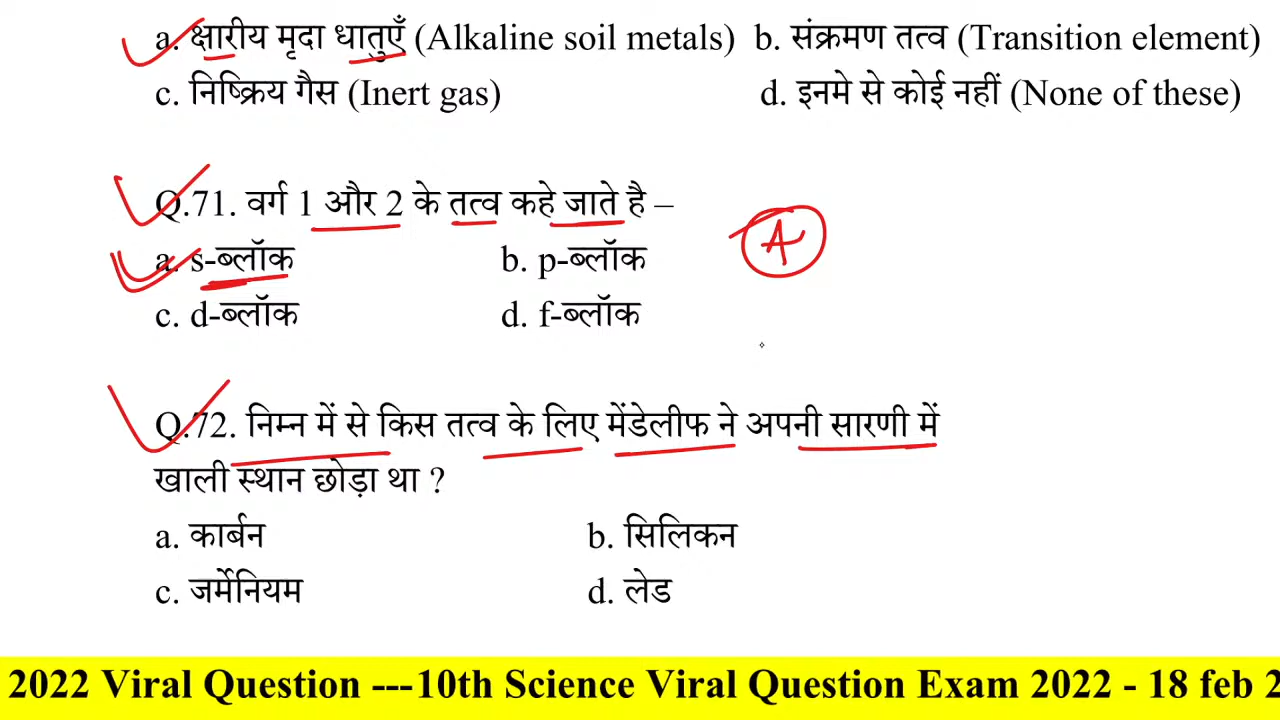 a. क्षारीय मृदा धातुएँ (Alkaline soil metals) b. संक्रमण तत्व (Transition element)
c. निष्क्रिय गैस (Inert gas) d. इनमे से कोई नहीं (None of these)
Q.71. वर्ग 1 और 2 के तत्व कहे जाते है –
a. s-ब्लॉक b. p-ब्लॉक
A
c. d-ब्लॉक d. f-ब्लॉक
Q.72. निम्न में से किस तत्व के लिए मेंडेलीफ ने अपनी सारणी में
खाली स्थान छोड़ा था ?
a. कार्बन b. सिलिकन
c. जर्मेनियम d. लेड
2022 Viral Question ---10th Science Viral Question Exam 2022 - 18 feb 2